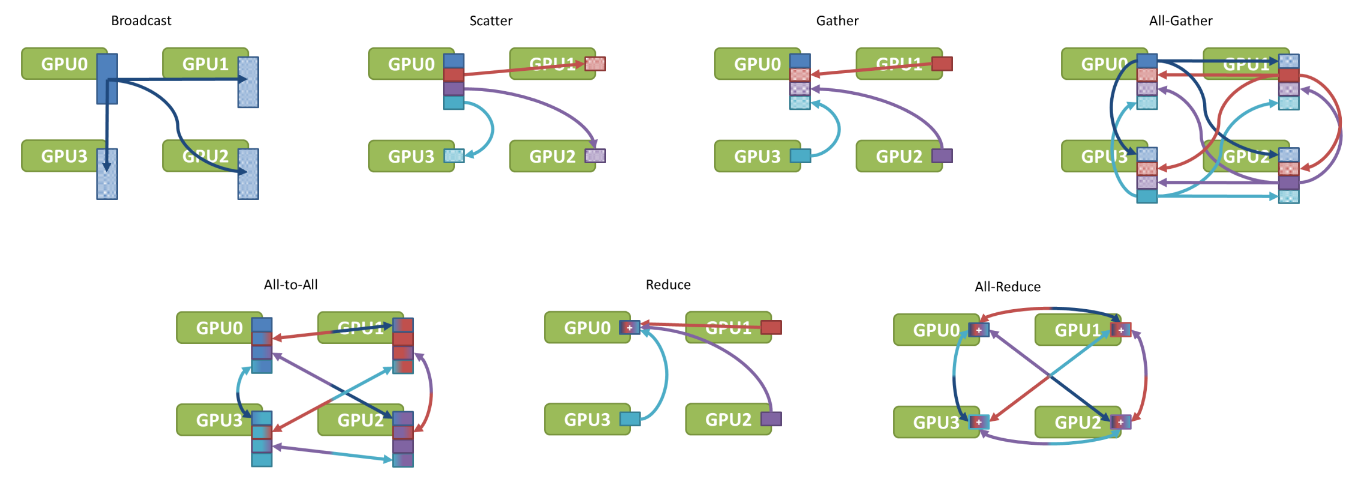 Broadcast
Scatter
Gather
All-Gather
GPU0
GPU1
GPU0
GPU1
GPU0
GPU1
GPU0
GPU1
GPU3
GPU2
GPU3
GPU2
GPU3
GPU2
GPU3
GPU2
All-to-All
Reduce
All-Reduce
GPU0
GPU1
GPU0
+
GPU1
GPU0
+
GPU1
+
GPU3
GPU2
GPU3
GPU2
GPU3
+
GPU2
+